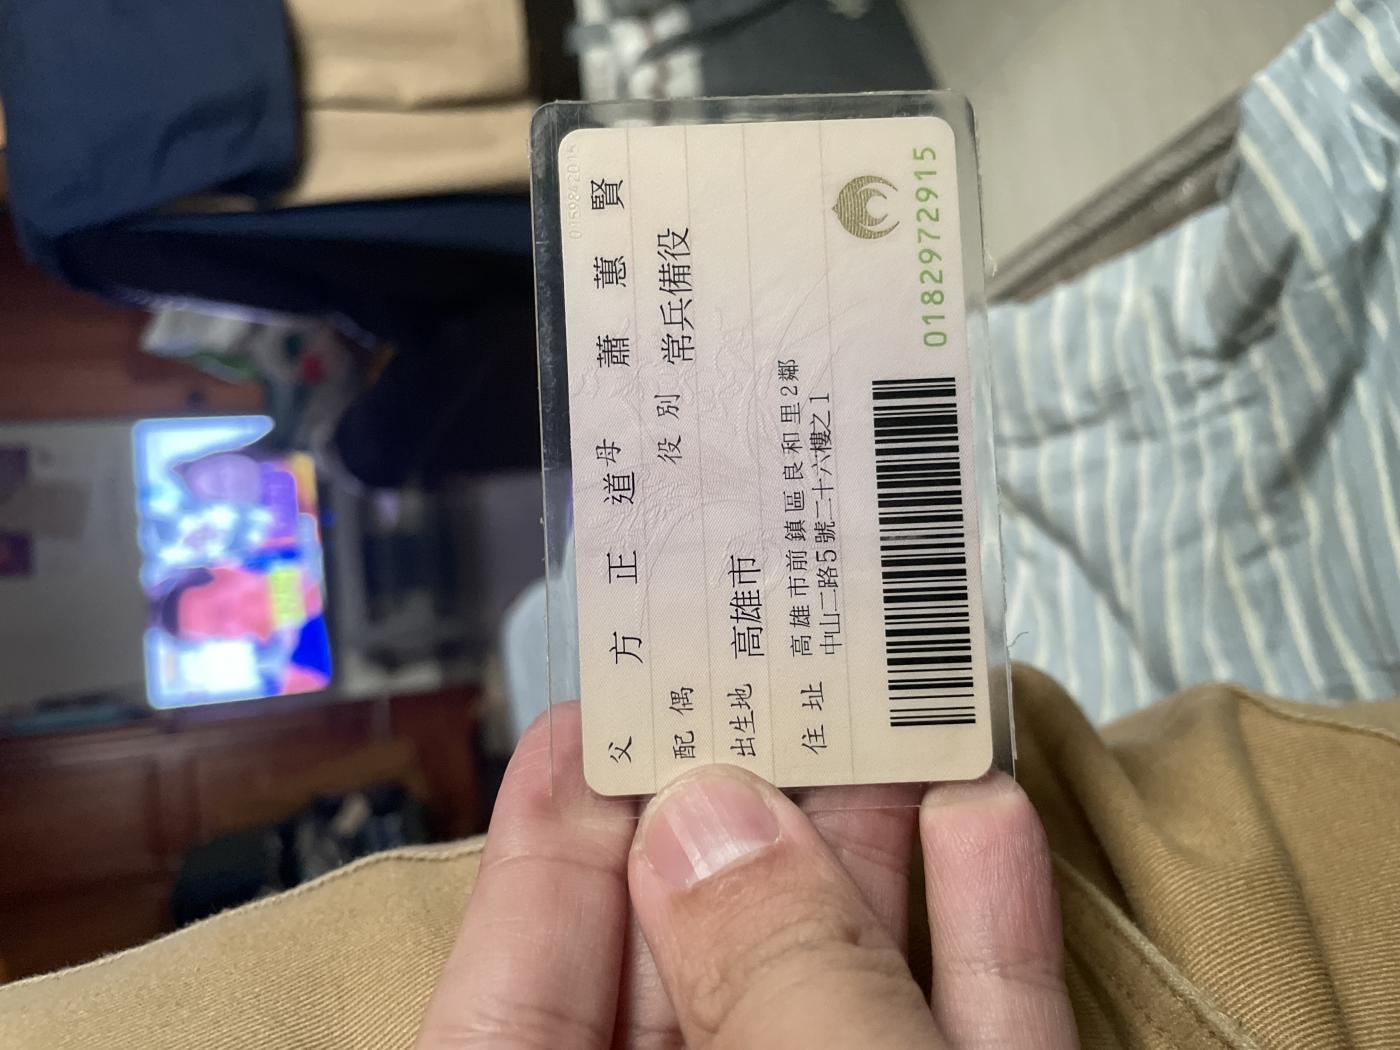 父 方 正 道 母 蕭 蕙 賢
配偶 役別 常兵備役
出生地 高雄市
住址 高雄市前鎮區良和里2鄰
中山二路5號二十六樓之1
0182972915